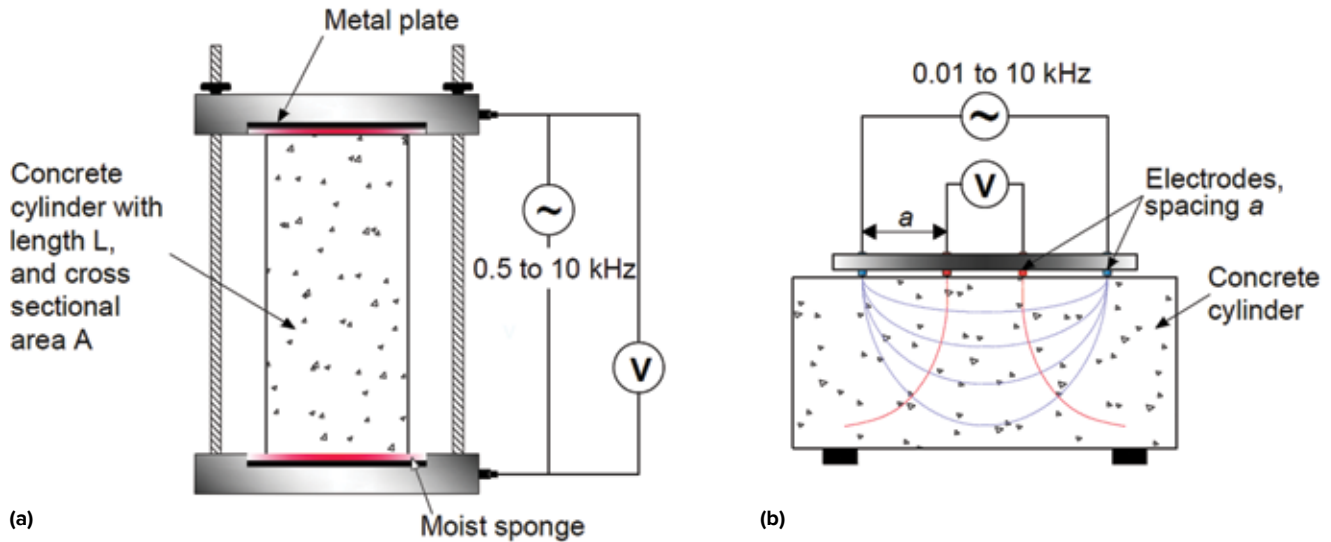 Metal plate
Concrete
cylinder with
length L,
and cross
sectional
area A
~
0.5 to 10 kHz
V
Moist sponge
(a)
0.01 to 10 kHz
~
V
a
Electrodes,
spacing a
Concrete
cylinder
(b)